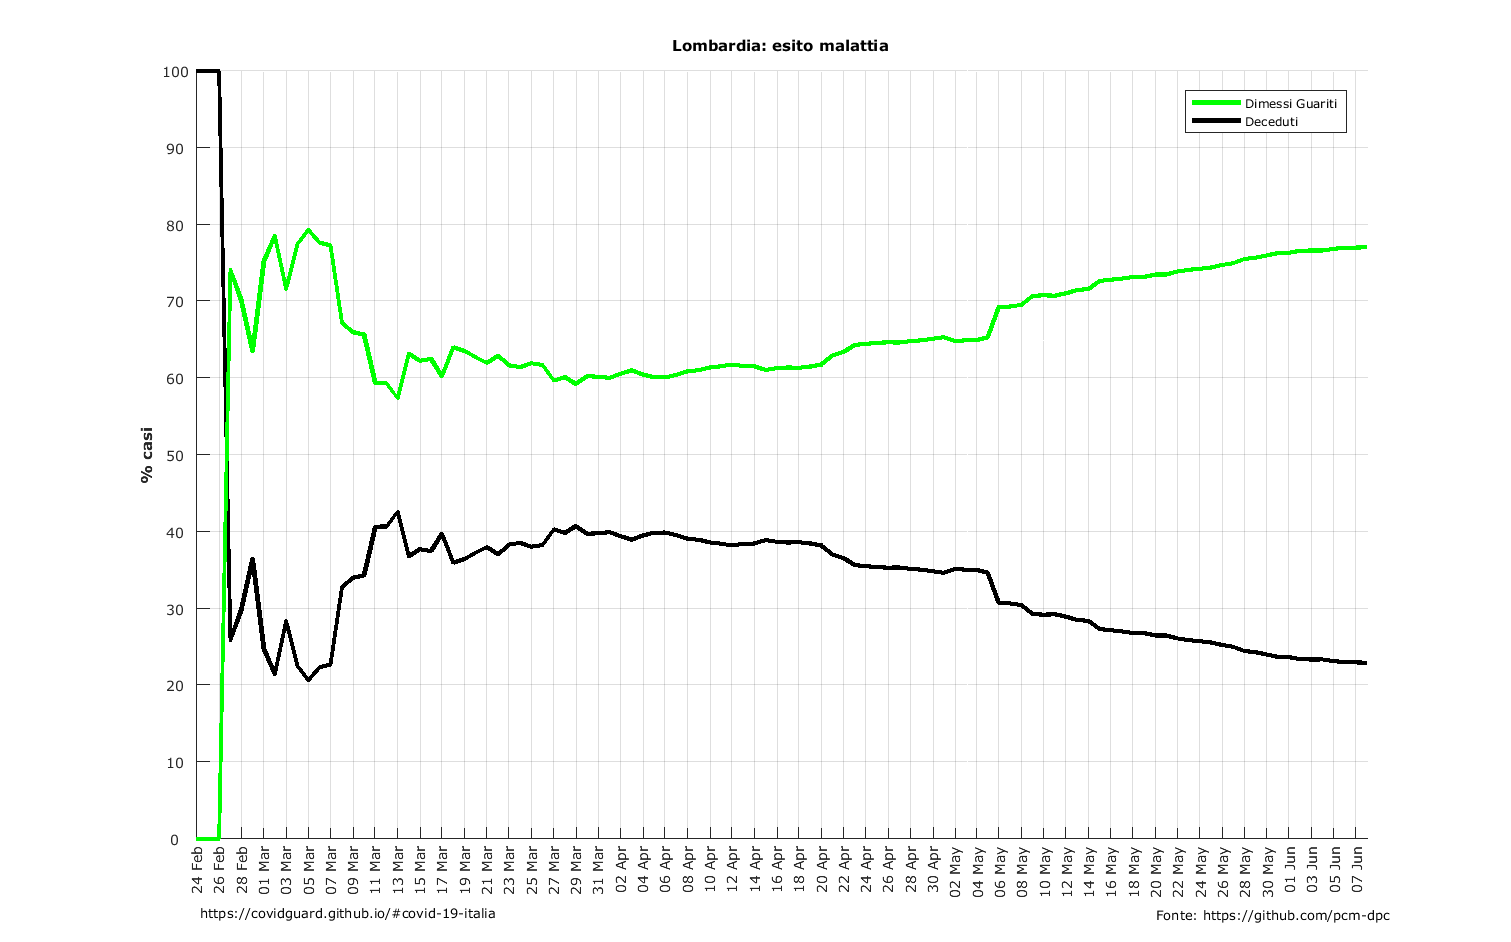 Lombardia: esito malattia
100
90
80
70
60
50
40
30
20
10
0
% casi
Dimessi Guariti
Deceduti
24 Feb
26 Feb
28 Feb
01 Mar
03 Mar
05 Mar
07 Mar
09 Mar
11 Mar
13 Mar
15 Mar
17 Mar
19 Mar
21 Mar
23 Mar
25 Mar
27 Mar
29 Mar
31 Mar
02 Apr
04 Apr
06 Apr
08 Apr
10 Apr
12 Apr
14 Apr
16 Apr
18 Apr
20 Apr
22 Apr
24 Apr
26 Apr
28 Apr
30 Apr
02 May
04 May
06 May
08 May
10 May
12 May
14 May
16 May
18 May
20 May
22 May
24 May
26 May
28 May
30 May
01 Jun
03 Jun
05 Jun
07 Jun
https://covidguard.github.io/#covid-19-italia
Fonte: https://github.com/pcm-dpc